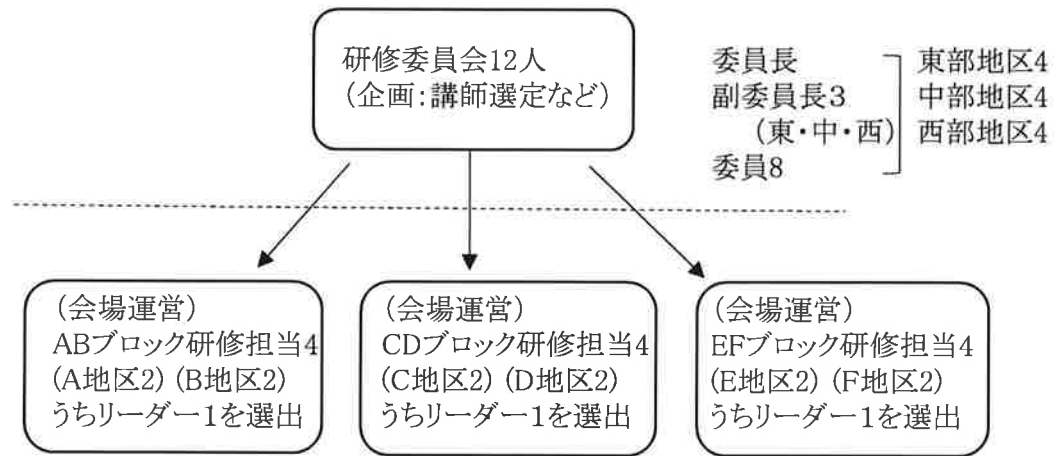 研修委員会12人
(企画:講師選定など)
委員長
副委員長3
(東・中・西)
委員8
東部地区4
中部地区4
西部地区4
(会場運営)
ABブロック研修担当4
(A地区2) (B地区2)
うちリーダー1を選出
(会場運営)
CDブロック研修担当4
(C地区2) (D地区2)
うちリーダー1を選出
(会場運営)
EFブロック研修担当4
(E地区2) (F地区2)
うちリーダー1を選出